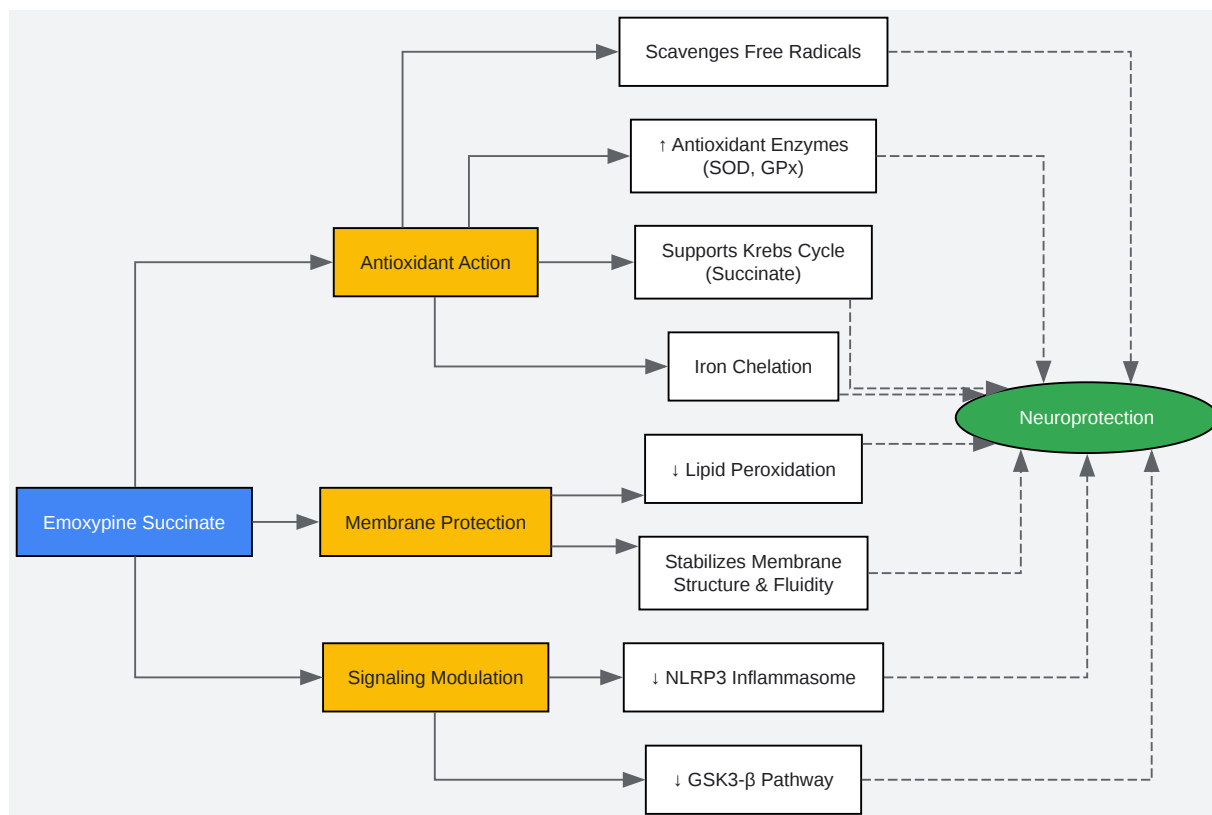 Scavenges Free Radicals
↑ Antioxidant Enzymes
(SOD, GPx)
Antioxidant Action
Supports Krebs Cycle
(Succinate)
Iron Chelation
Neuroprotection
↓ Lipid Peroxidation
Emoxypine Succinate
Membrane Protection
Stabilizes Membrane
Structure & Fluidity
Signaling Modulation
↓ NLRP3 Inflammasome
↓ GSK3-β Pathway